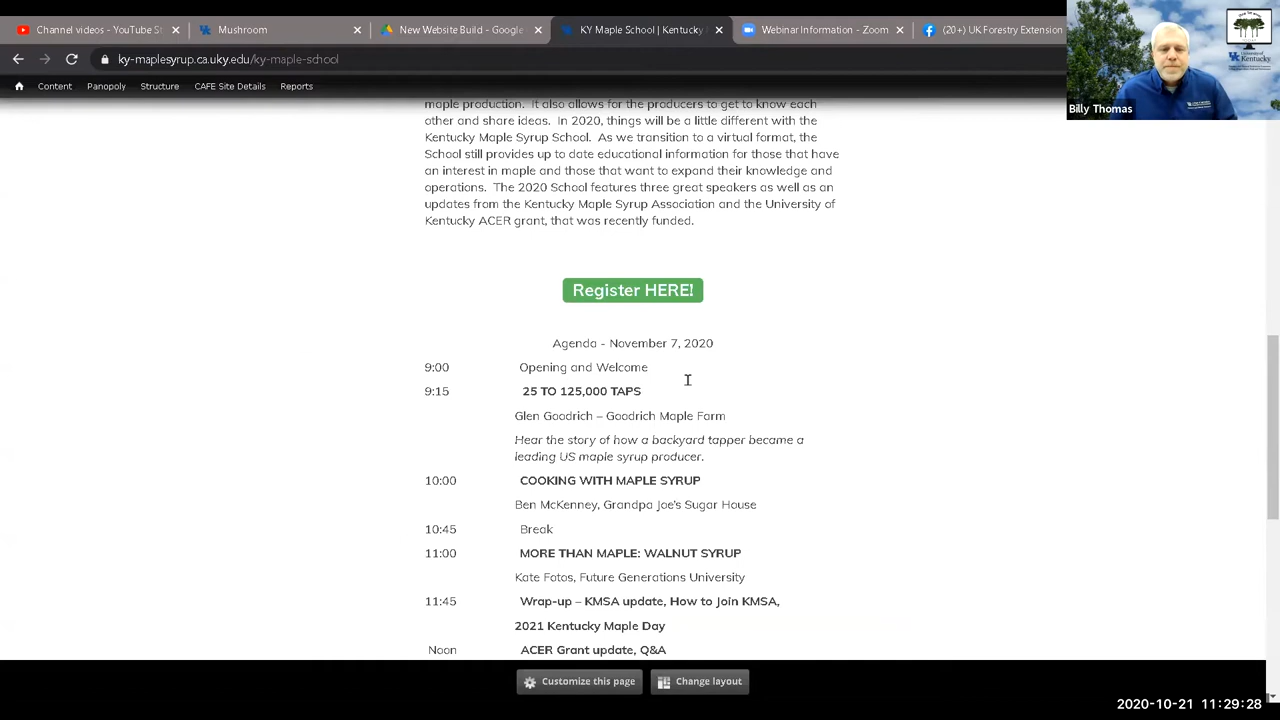 Channel videos - YouTube St
Mushroom
New Website Build - Google
KY Maple School | Kentucky
Webinar Information - Zoom
(20+) UK Forestry Extension
ky-maplesyrup.ca.uky.edu/ky-maple-school
Content Panopoly Structure CAFE Site Details Reports
Billy Thomas
maple production. It also allows for the producers to get to know each
other and share ideas. In 2020, things will be a little different with the
Kentucky Maple Syrup School. As we transition to a virtual format, the
School still provides up to date educational information for those that have
an interest in maple and those that want to expand their knowledge and
operations. The 2020 School features three great speakers as well as an
updates from the Kentucky Maple Syrup Association and the University of
Kentucky ACER grant, that was recently funded.
Register HERE!
Agenda - November 7, 2020
9:00 Opening and Welcome
9:15 25 TO 125,000 TAPS
Glen Goodrich – Goodrich Maple Farm
Hear the story of how a backyard tapper became a
leading US maple syrup producer.
10:00 COOKING WITH MAPLE SYRUP
Ben McKenney, Grandpa Joe's Sugar House
10:45 Break
11:00 MORE THAN MAPLE: WALNUT SYRUP
Kate Fotos, Future Generations University
11:45 Wrap-up – KMSA update, How to Join KMSA,
2021 Kentucky Maple Day
Noon ACER Grant update, Q&A
Customize this page Change layout
2020-10-21 11:29:28